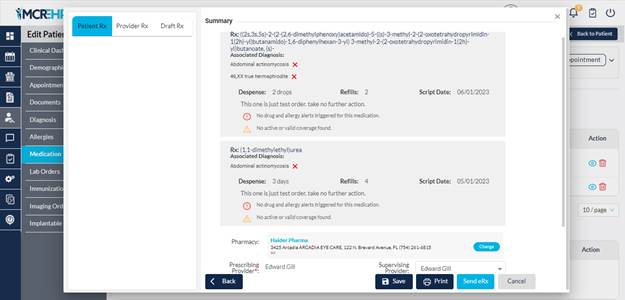 MCREHR
Patient Rx
Provider Rx
Draft Rx
Summary
×
7
Back to Patient
Edit Patie
Clinical Dash
Demographic
Appointmen
Documents
Diagnosis
Allergies
Medication
Lab Orders
Immunizatio
Imaging Ord
Implantable
Rx: ((2s,3s,5s)-2-(2-(2,6-dimethylphenoxy)acetamido)-5-((s)-3-methyl-2-(2-oxotetrahydropyrimidin-
1(2h)-yl)butanamido)-1,6-diphenylhexan-3-yl) 3-methyl-2-(2-oxotetrahydropyrimidin-1(2h)-
yl)butyoate, (s)-
Associated Diagnosis:
Abdominal actinomycosis
46,XX true hermaphrodite
Despense: 2 drops Refills: 2 Script Date: 06/01/2023
This one is just test order. take no further action.
No drug and allergy alerts triggered for this medication.
No active or valid coverage found.
Rx: (1,1-dimethylethyl)urea
Associated Diagnosis:
Abdominal actinomycosis
Despense: 3 days Refills: 4 Script Date: 05/01/2023
This one is just test order. take no further action.
No drug and allergy alerts triggered for this medication.
No active or valid coverage found.
Pharmacy:
Haider Pharma
3425 Arcadia ARCADIA EYE CARE, 122 N. Brevard Avenue, FL (754) 261-6813
Change
Prescribing
Provider*:
Edward Gill
Supervising
Provider:
Edward Gill
Back
Save
Print
Send eRx
Cancel
ppointment
Action
10 / page
Action